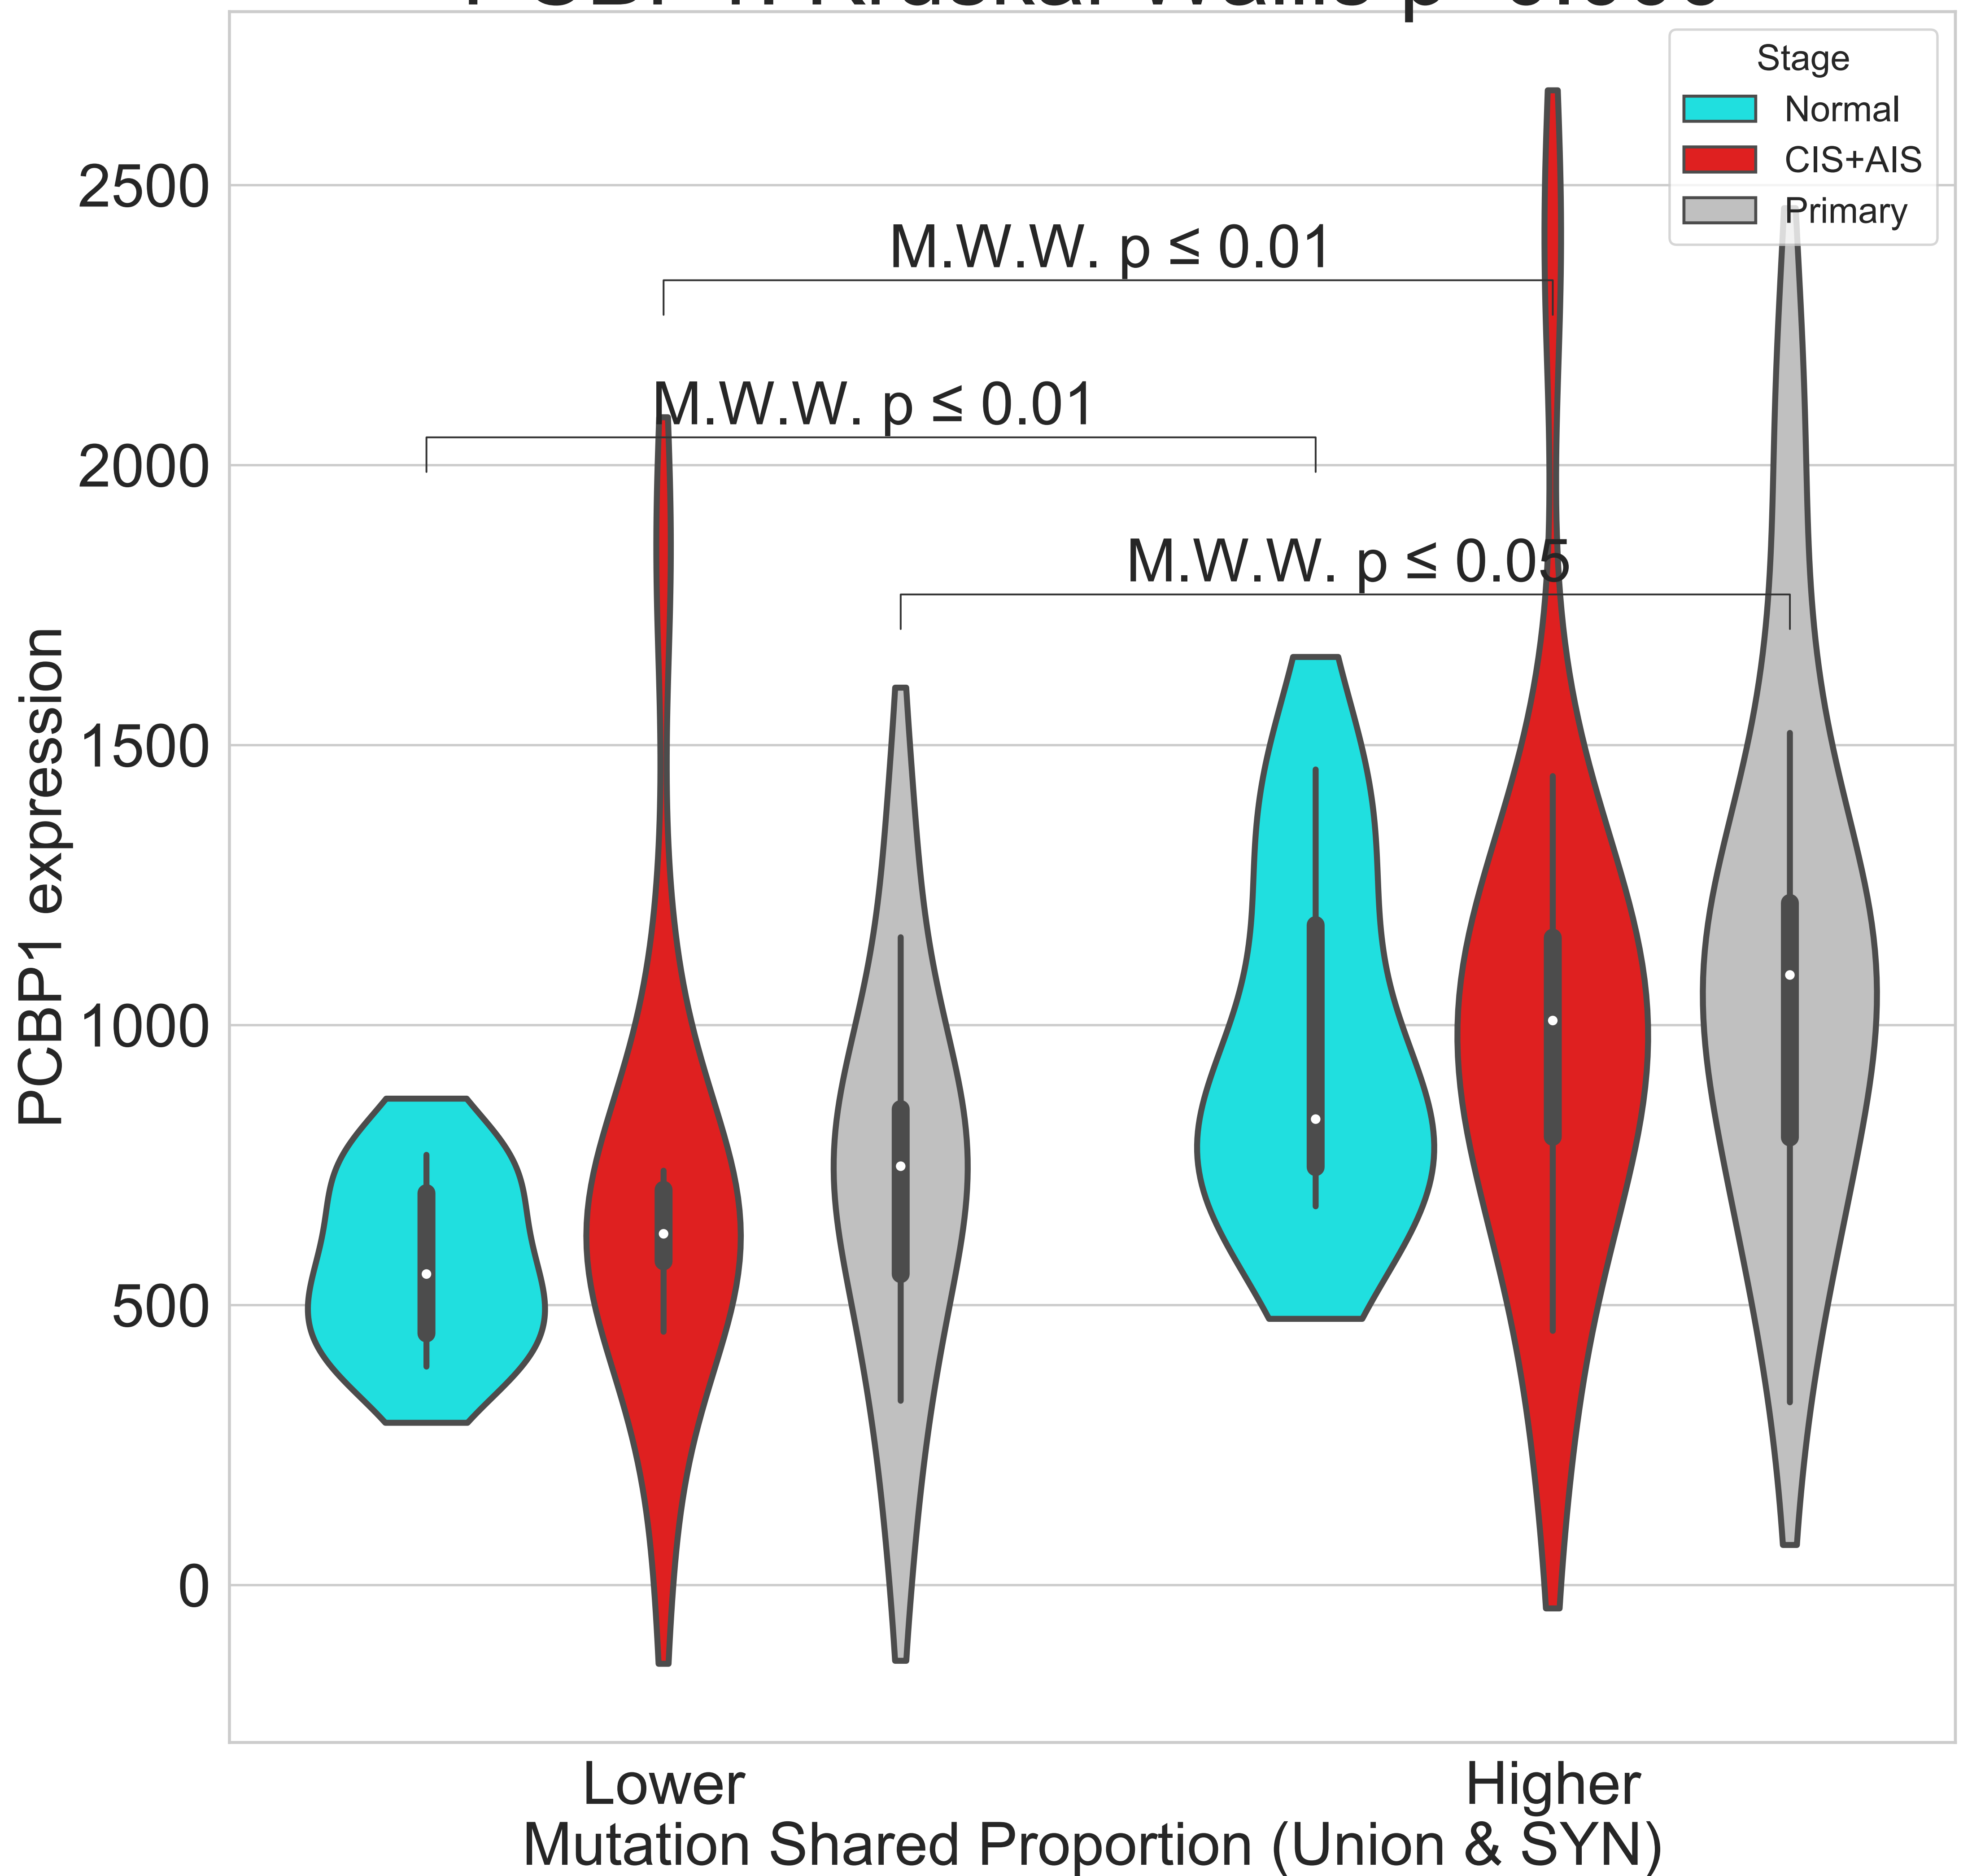 Stage
Normal
CIS+AIS
Primary
2500
2000
1500
1000
500
0
PCBP1 expression
M.W.W. p ≤ 0.01
M.W.W. p ≤ 0.01
M.W.W. p ≤ 0.05
Lower
Higher
Mutation Shared Proportion (Union & SYN)